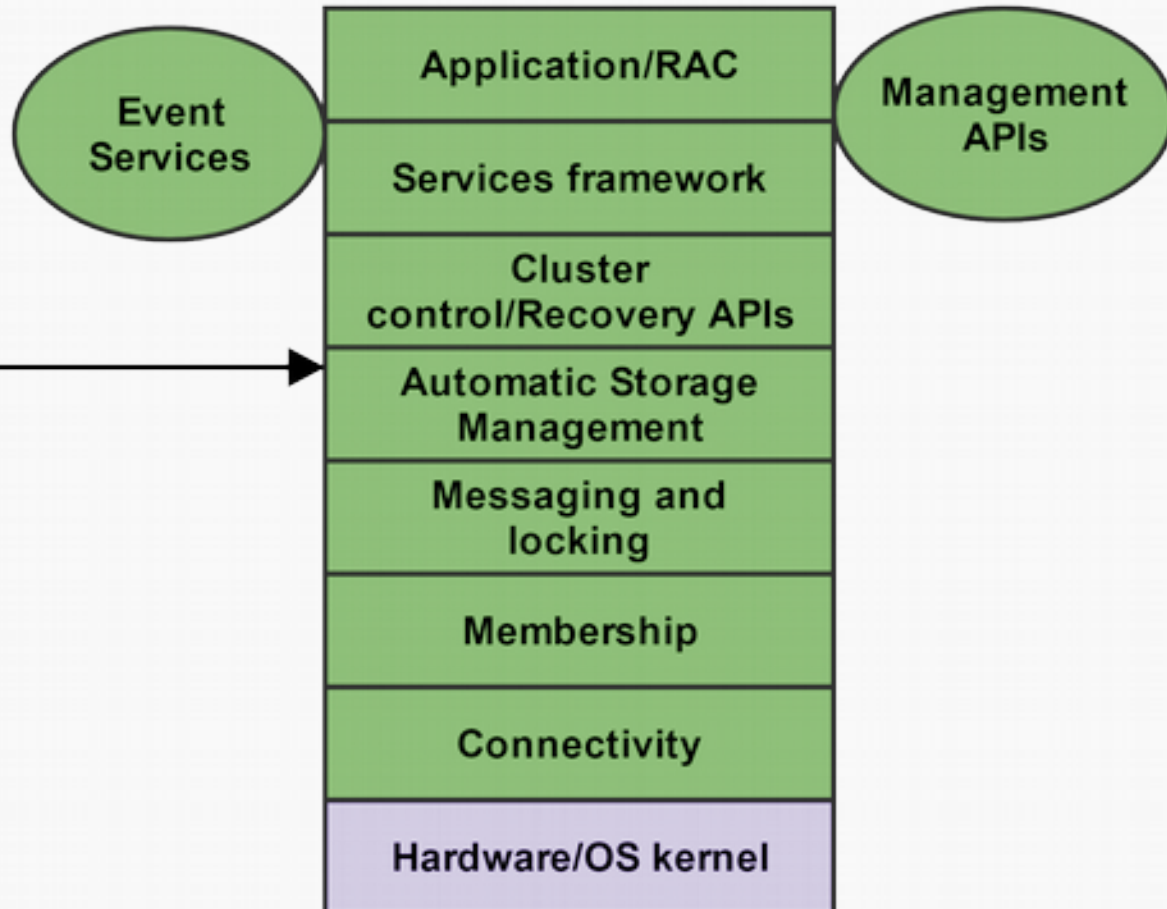 Event
Services
Application/RAC
Management
APIs
Services framework
Cluster
control/Recovery APIs
Automatic Storage
Management
Messaging and
locking
Membership
Connectivity
Hardware/OS kernel